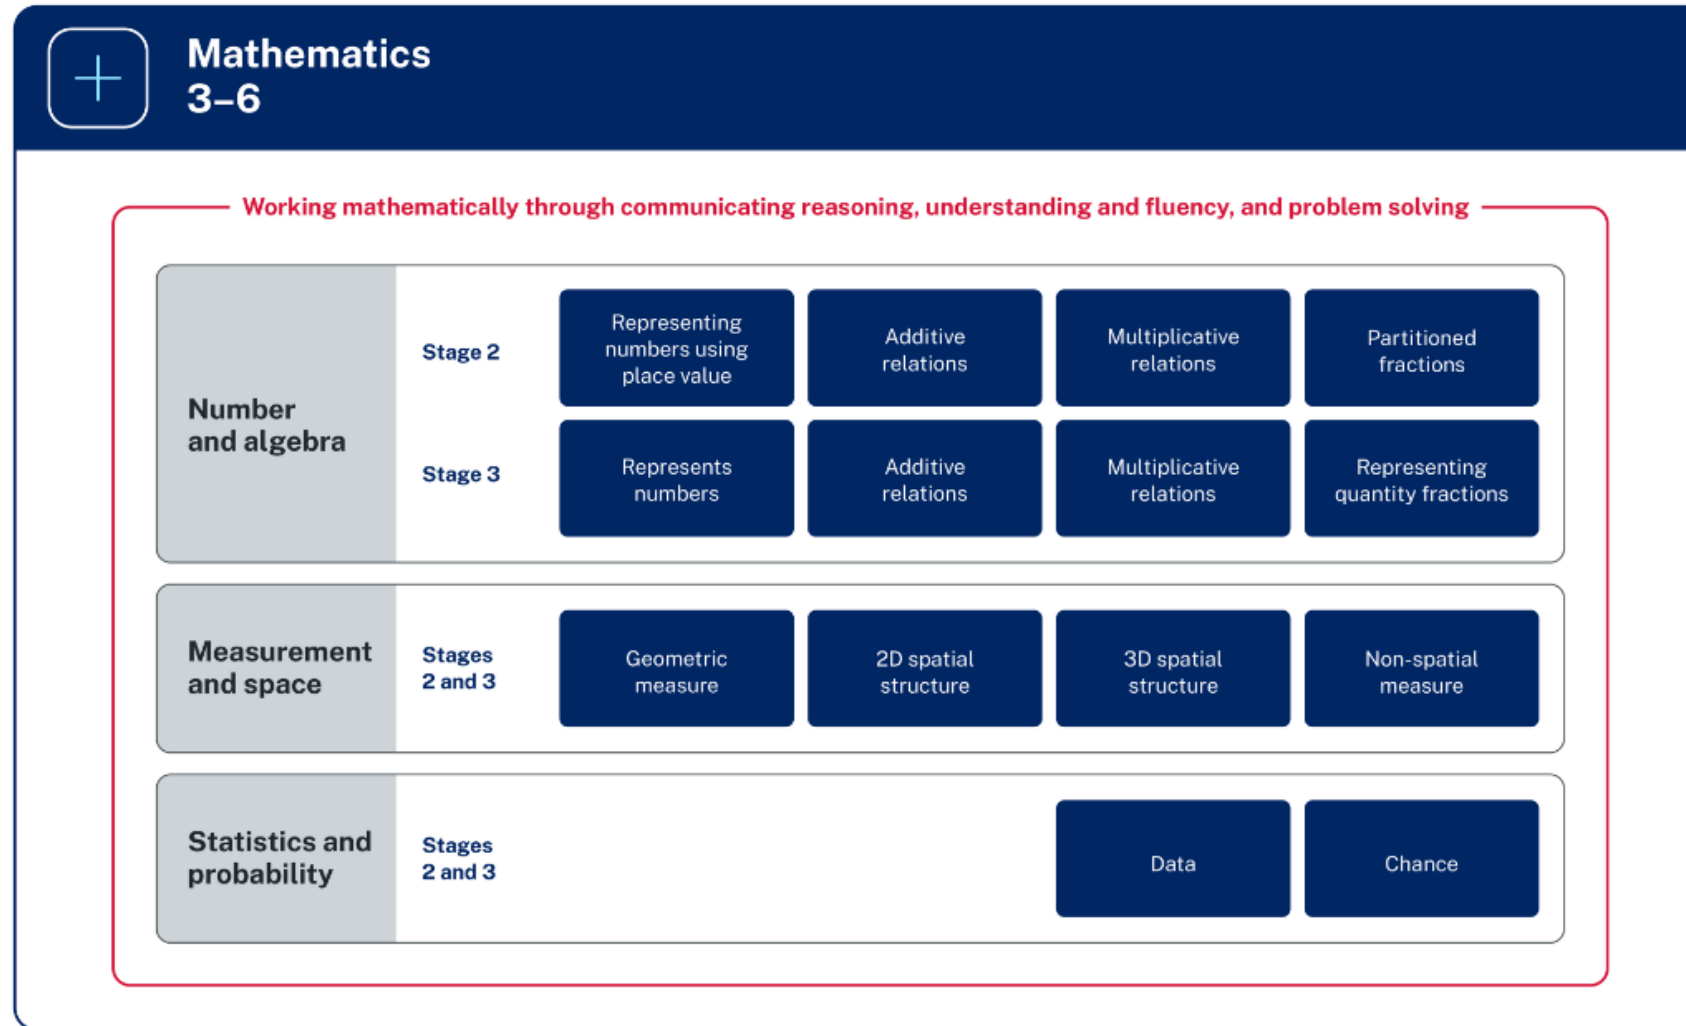 Mathematics
3–6
Working mathematically through communicating reasoning, understanding and fluency, and problem solving
Number
and algebra
Stage 2
Representing
numbers using
place value
Additive
relations
Multiplicative
relations
Partitioned
fractions
Stage 3
Represents
numbers
Additive
relations
Multiplicative
relations
Representing
quantity fractions
Measurement
and space
Stages
2 and 3
Geometric
measure
2D spatial
structure
3D spatial
structure
Non-spatial
measure
Statistics and
probability
Stages
2 and 3
Data
Chance